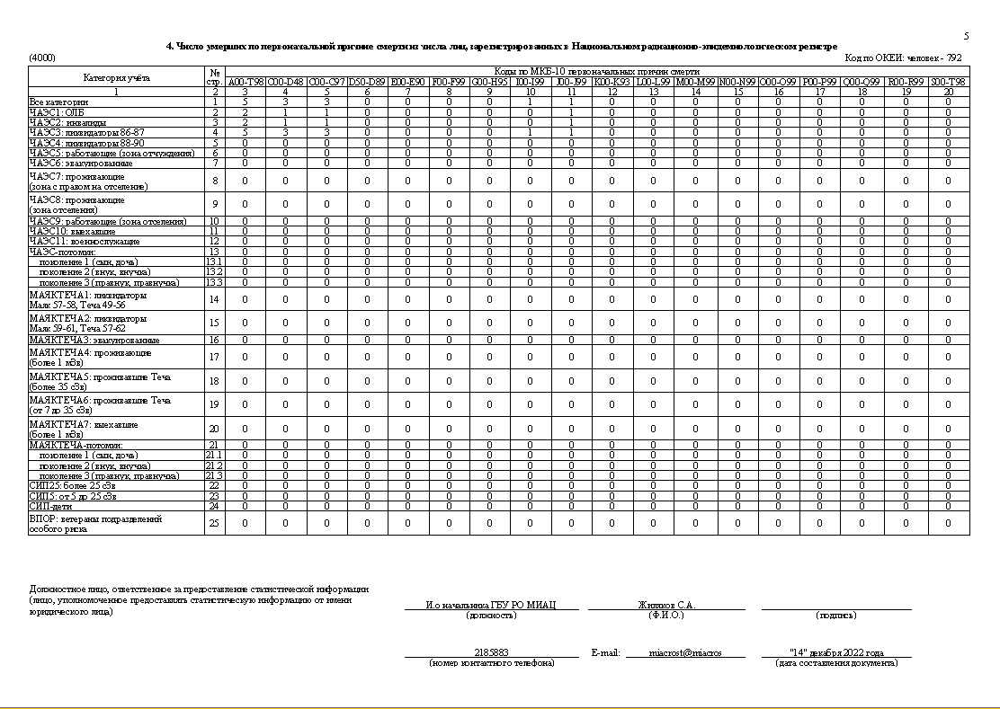 5
4. Число умерших по первоначальной причине смерти из числа лиц, зарегистрированных в Национальном радиационно-эпидемиологическом регистре
(4000) Код по ОКЕИ: человек - 792
Категория учёта № стр. Коды по МКБ-10 первоначальных причин смерти
A00-T98 C00-D48 C00-C97 D50-D89 E00-E90 F00-F99 G00-H95 I00-I99 J00-J99 K00-K93 L00-L99 M00-M99 N00-N99 O00-O99 P00-P99 Q00-Q99 R00-R99 S00-T98
1 2 3 4 5 6 7 8 9 10 11 12 13 14 15 16 17 18 19 20
Все категории 1 5 3 3 0 0 0 0 1 1 0 0 0 0 0 0 0 0 0
ЧАЭС1: ОЛБ 2 2 1 1 0 0 0 0 0 1 0 0 0 0 0 0 0 0 0
ЧАЭС2: инвалиды 3 2 1 1 0 0 0 0 0 1 0 0 0 0 0 0 0 0 0
ЧАЭС3: ликвидаторы 86-87 4 5 3 3 0 0 0 0 1 1 0 0 0 0 0 0 0 0 0
ЧАЭС4: ликвидаторы 88-90 5 0 0 0 0 0 0 0 0 0 0 0 0 0 0 0 0 0 0
ЧАЭС5: работающие (зона отчуждения) 6 0 0 0 0 0 0 0 0 0 0 0 0 0 0 0 0 0 0
ЧАЭС6: эвакуированные 7 0 0 0 0 0 0 0 0 0 0 0 0 0 0 0 0 0 0
ЧАЭС7: проживающие
(зона с правом на отселение) 8 0 0 0 0 0 0 0 0 0 0 0 0 0 0 0 0 0 0
ЧАЭС8: проживающие
(зона отселения) 9 0 0 0 0 0 0 0 0 0 0 0 0 0 0 0 0 0 0
ЧАЭС9: работающие (зона отселения) 10 0 0 0 0 0 0 0 0 0 0 0 0 0 0 0 0 0 0
ЧАЭС10: выехавшие 11 0 0 0 0 0 0 0 0 0 0 0 0 0 0 0 0 0 0
ЧАЭС11: военнослужащие 12 0 0 0 0 0 0 0 0 0 0 0 0 0 0 0 0 0 0
ЧАЭС-потомки: 13 0 0 0 0 0 0 0 0 0 0 0 0 0 0 0 0 0 0
поколение 1 (сын, дочь) 13.1 0 0 0 0 0 0 0 0 0 0 0 0 0 0 0 0 0 0
поколение 2 (внук, внучка) 13.2 0 0 0 0 0 0 0 0 0 0 0 0 0 0 0 0 0 0
поколение 3 (правнук, правнучка) 13.3 0 0 0 0 0 0 0 0 0 0 0 0 0 0 0 0 0 0
МАЯКТЕЧА1: ликвидаторы
Маяк 57-58, Теча 49-56 14 0 0 0 0 0 0 0 0 0 0 0 0 0 0 0 0 0 0
МАЯКТЕЧА2: ликвидаторы
Маяк 59-61, Теча 57-62 15 0 0 0 0 0 0 0 0 0 0 0 0 0 0 0 0 0 0
МАЯКТЕЧА3: эвакуированные 16 0 0 0 0 0 0 0 0 0 0 0 0 0 0 0 0 0 0
МАЯКТЕЧА4: проживающие
(более 1 мЗв) 17 0 0 0 0 0 0 0 0 0 0 0 0 0 0 0 0 0 0
МАЯКТЕЧА5: проживавшие Теча
(более 35 сЗв) 18 0 0 0 0 0 0 0 0 0 0 0 0 0 0 0 0 0 0
МАЯКТЕЧА6: проживавшие Теча
(от 7 до 35 сЗв) 19 0 0 0 0 0 0 0 0 0 0 0 0 0 0 0 0 0 0
МАЯКТЕЧА7: выехавшие
(более 1 мЗв) 20 0 0 0 0 0 0 0 0 0 0 0 0 0 0 0 0 0 0
МАЯКТЕЧА-потомки: 21 0 0 0 0 0 0 0 0 0 0 0 0 0 0 0 0 0 0
поколение 1 (сын, дочь) 21.1 0 0 0 0 0 0 0 0 0 0 0 0 0 0 0 0 0 0
поколение 2 (внук, внучка) 21.2 0 0 0 0 0 0 0 0 0 0 0 0 0 0 0 0 0 0
поколение 3 (правнук, правнучка) 21.3 0 0 0 0 0 0 0 0 0 0 0 0 0 0 0 0 0 0
СИП25: более 25 сЗв 22 0 0 0 0 0 0 0 0 0 0 0 0 0 0 0 0 0 0
СИП5: от 5 до 25 сЗв 23 0 0 0 0 0 0 0 0 0 0 0 0 0 0 0 0 0 0
СИП-дети 24 0 0 0 0 0 0 0 0 0 0 0 0 0 0 0 0 0 0
ВПОР: ветераны подразделений
особого риска 25 0 0 0 0 0 0 0 0 0 0 0 0 0 0 0 0 0 0
Должностное лицо, ответственное за предоставление статистической информации
(лицо, уполномоченное предоставлять статистическую информацию от имени
юридического лица)
И.о начальника ГБУ РО МИАЦ Жиляков С.А.
(должность) (Ф.И.О.) (подпись)
2185883 E-mail: miacrost@miacros "14" декабря 2022 года
(номер контактного телефона) (дата составления документа)